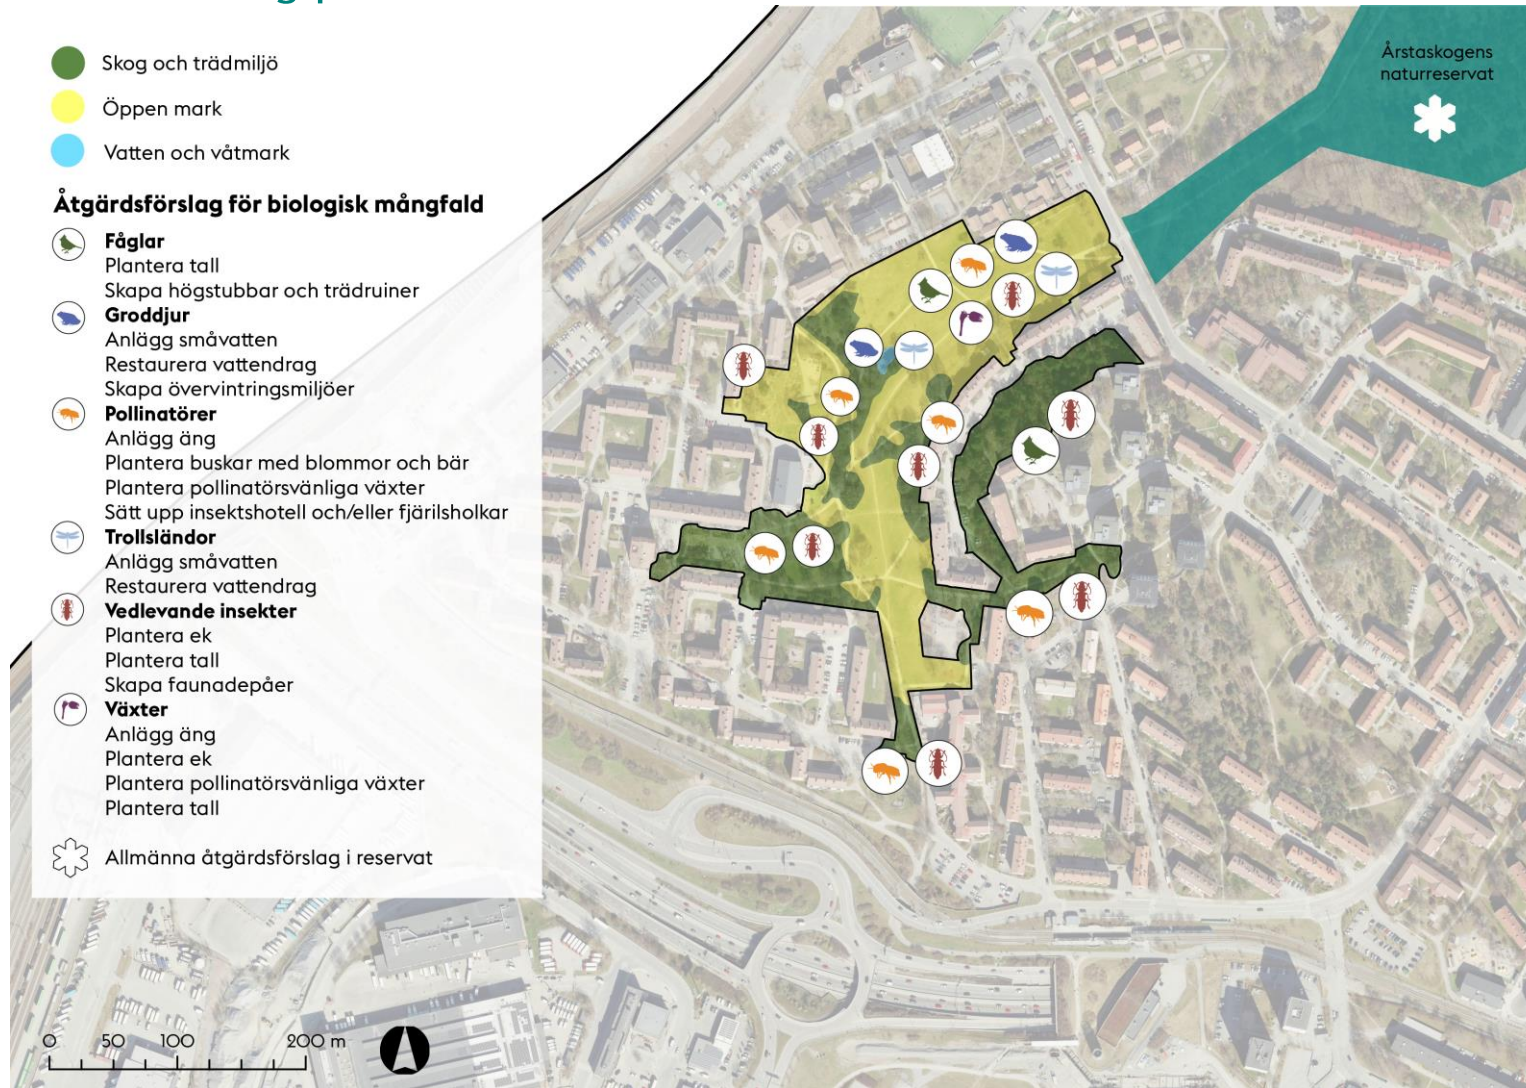 Skog och trädmiljö
Öppen mark
Vatten och våtmark
Åtgärdsförslag för biologisk mångfald
Fåglar
Plantera tall
Skapa högstubbar och trädruiner
Groddjur
Anlägg småvatten
Restaurera vattendrag
Skapa övervintringsmiljöer
Pollinatörer
Anlägg äng
Plantera buskar med blommor och bär
Plantera pollinatörsvänliga växter
Sätt upp insektshotell och/eller fjärilsholkar
Trollsländor
Anlägg småvatten
Restaurera vattendrag
Vedlevande insekter
Plantera ek
Plantera tall
Skapa faunadepåer
Växter
Anlägg äng
Plantera ek
Plantera pollinatörsvänliga växter
Plantera tall
Allmänna åtgärdsförslag i reservat
Årstaskogens
naturreservat
0 50 100 200 m